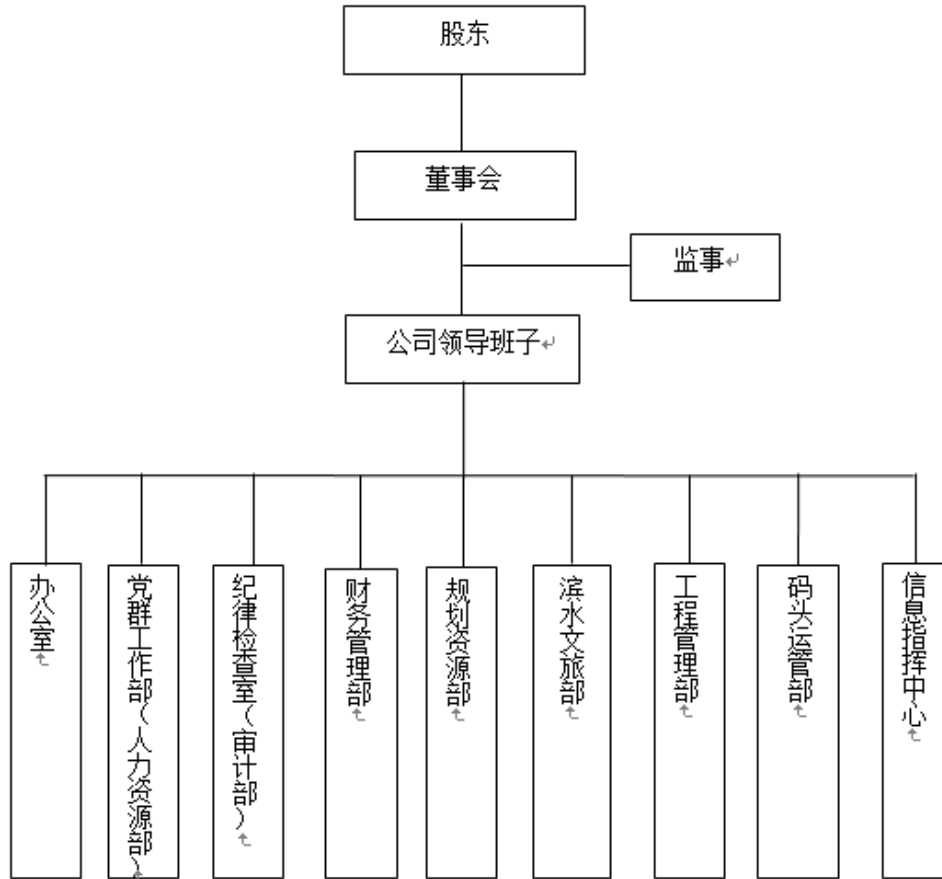 股东
董事会
监事
公司领导班子
办公室
党群工作部（人力资源部）
纪律检查室（审计部）
财务管理部
规划资源部
滨水文旅部
工程管理部
码头运管部
信息指挥中心